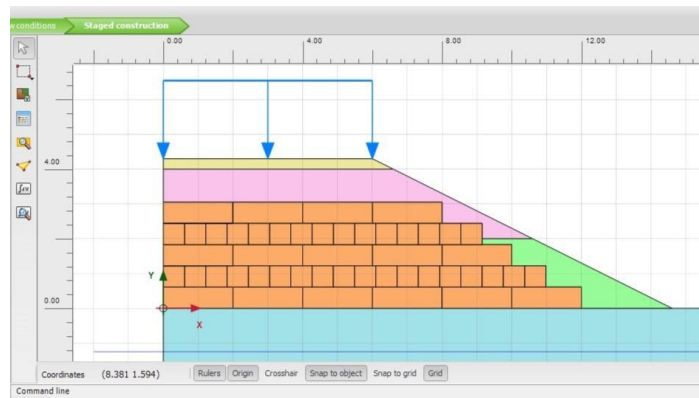 w conditions Staged construction
0.00 4.00 8.00 12.00
4.00
0.00
Y
X
Coordinates (8.381 1.594) Rulers Origin Crosshair Snap to object Snap to grid Grid
Command line